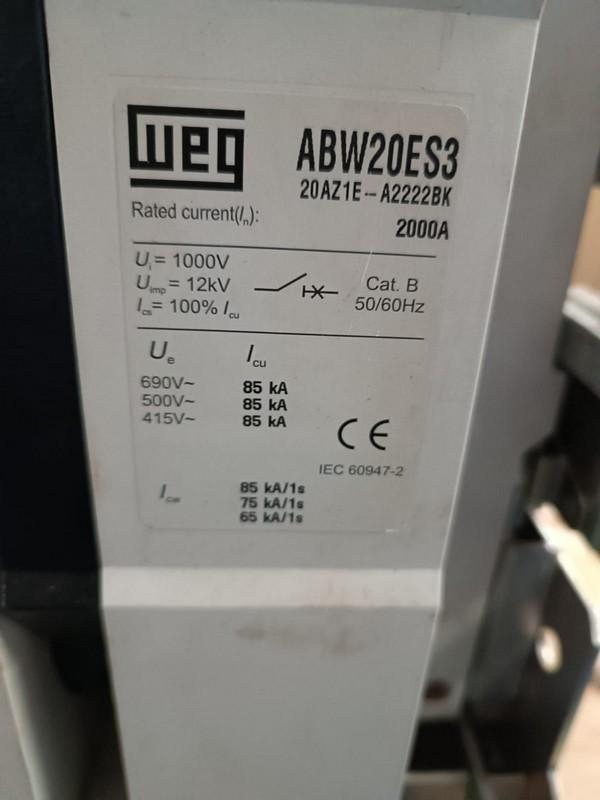 WEG
ABW20ES3
20AZ1E--A2222BK
Rated current(In):
2000A
Ui= 1000V
Uimp= 12kV
Ics= 100% Icu
Cat. B
50/60Hz
Ue Icu
690V~ 85 kA
500V~ 85 kA
415V~ 85 kA
CE
IEC 60947-2
Icw 85 kA/1s
75 kA/1s
65 kA/1s